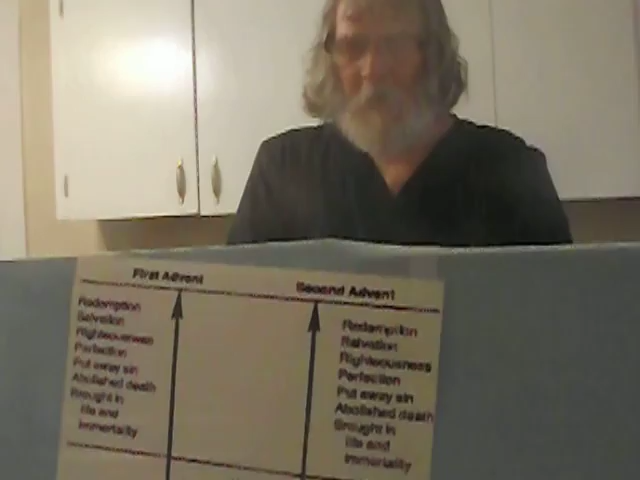 First Advent
Second Advent
Redemption
Salvation
Righteousness
Perfection
Put away sin
Abolished death
Brought in
life and
immortality
Redemption
Salvation
Righteousness
Perfection
Put away sin
Abolished death
Brought in
life and
immortality